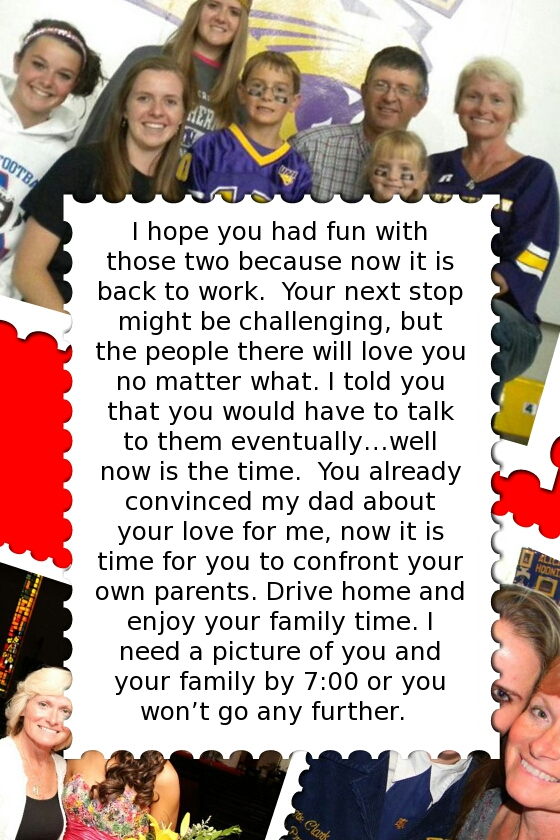 I hope you had fun with
those two because now it is
back to work.  Your next stop
might be challenging, but
the people there will love you
no matter what. I told you
that you would have to talk
to them eventually…well
now is the time.  You already
convinced my dad about
your love for me, now it is
time for you to confront your
own parents. Drive home and
enjoy your family time. I
need a picture of you and
your family by 7:00 or you
won’t go any further.
UNI
4